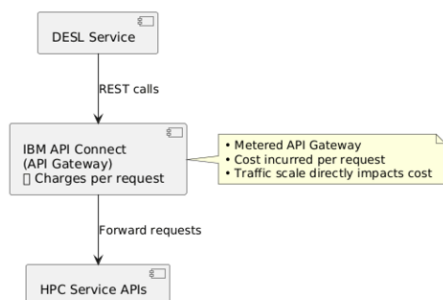 DESL Service
REST calls
IBM API Connect
(API Gateway)
▯ Charges per request
• Metered API Gateway
• Cost incurred per request
• Traffic scale directly impacts cost
Forward requests
HPC Service APIs